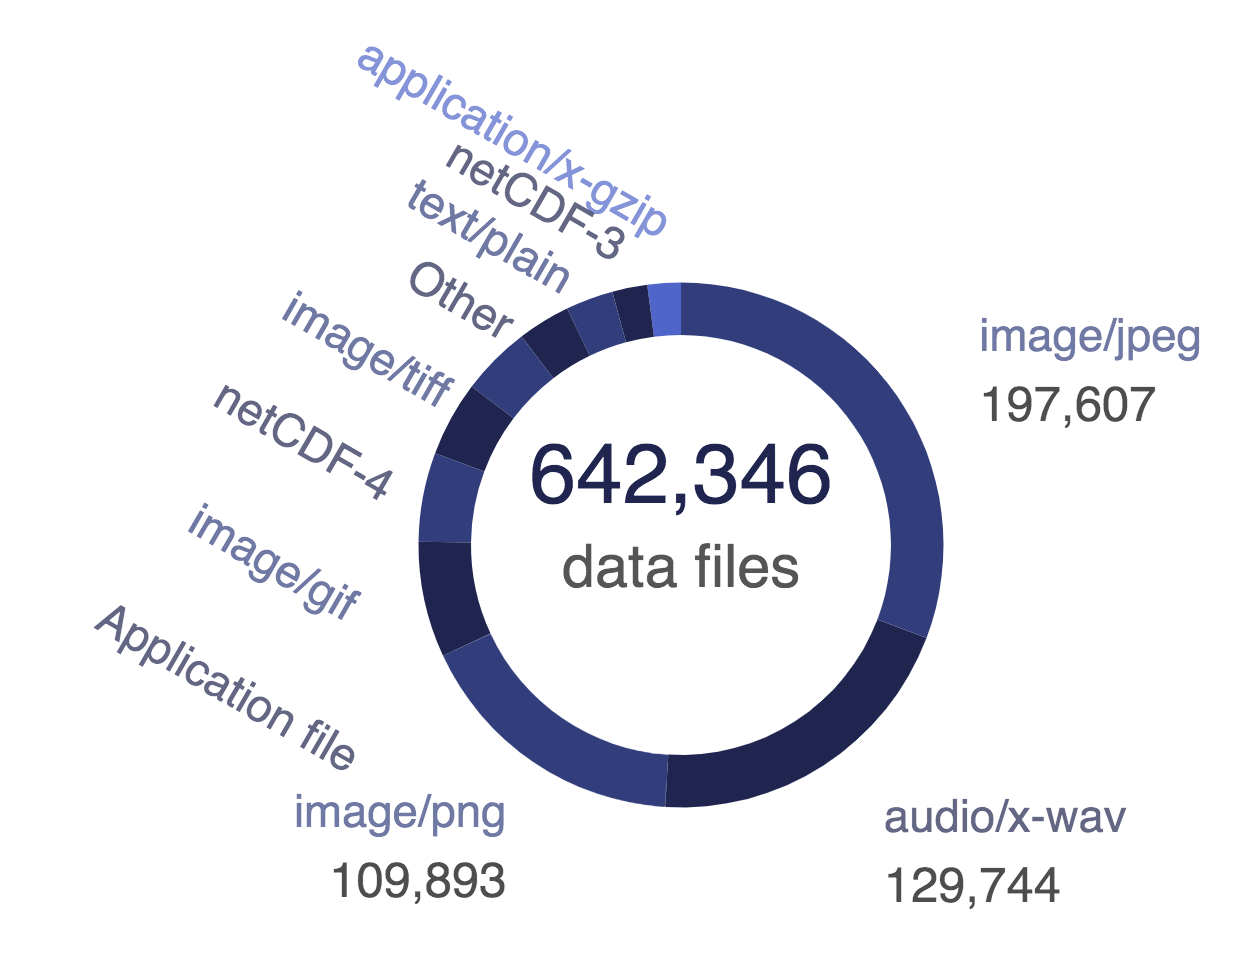 application/x-gzip
netCDF-3
text/plain
Other
image/tiff
netCDF-4
image/gif
Application file
image/png
109,893
image/jpeg
197,607
642,346
data files
audio/x-wav
129,744